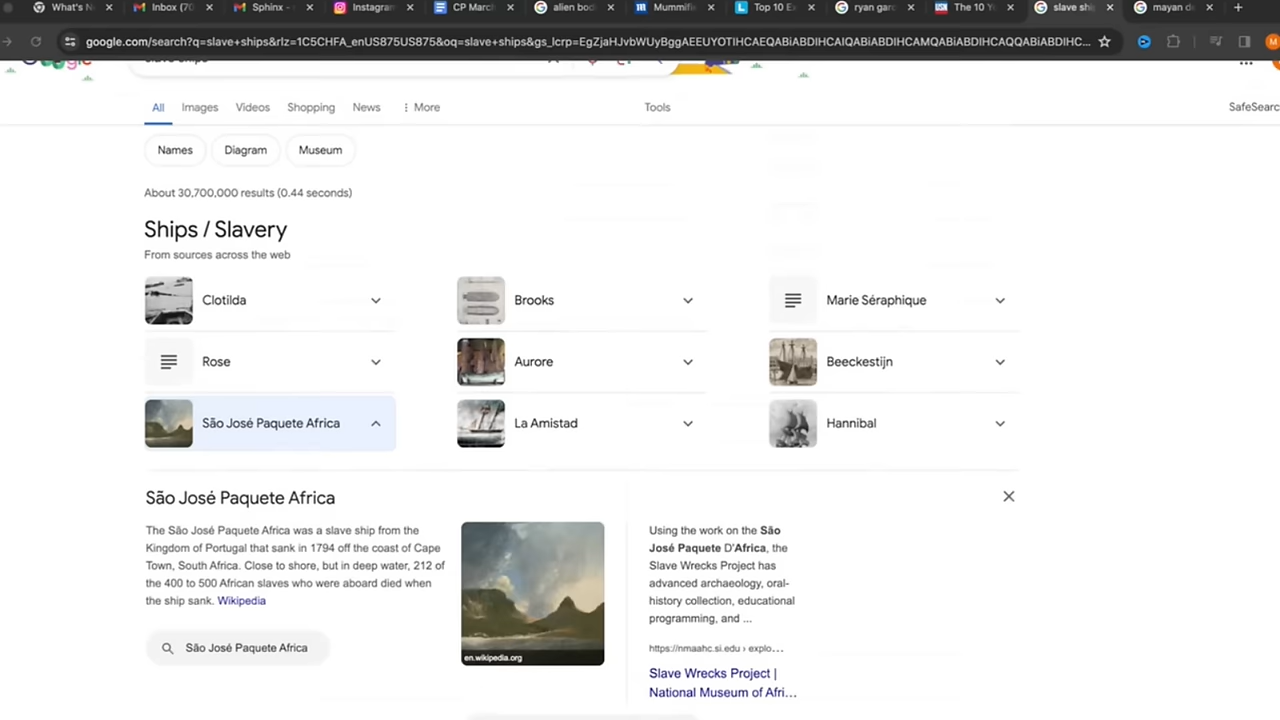 What's N
Inbox (70
Sphinx -
Instagram
CP March
alien bod
Mummifi
Top 10 Ex
ryan gar
The 10 Y
slave shi
mayan de
google.com/search?q=slave+ships&rlz=1C5CHFA_enUS875US875&oq=slave+ships&gs_lcrp=EgZjaHJvbWUyBggAEEUYOTIHCAEQABiABDIHCAIQABiABDIHCAMQABiABDIHCAQQABiABDIHC...
All Images Videos Shopping News More Tools SafeSearc
Names Diagram Museum
About 30,700,000 results (0.44 seconds)
Ships / Slavery
From sources across the web
Clotilda
Brooks
Marie Séraphique
Rose
Aurore
Beeckestijn
São José Paquete Africa
La Amistad
Hannibal
São José Paquete Africa
The São José Paquete Africa was a slave ship from the
Kingdom of Portugal that sank in 1794 off the coast of Cape
Town, South Africa. Close to shore, but in deep water, 212 of
the 400 to 500 African slaves who were aboard died when
the ship sank. Wikipedia
São José Paquete Africa
en.wikipedia.org
Using the work on the São
José Paquete D'Africa, the
Slave Wrecks Project has
advanced archaeology, oral-
history collection, educational
programming, and ...
https://nmaahc.si.edu › explo...
Slave Wrecks Project |
National Museum of Afri...